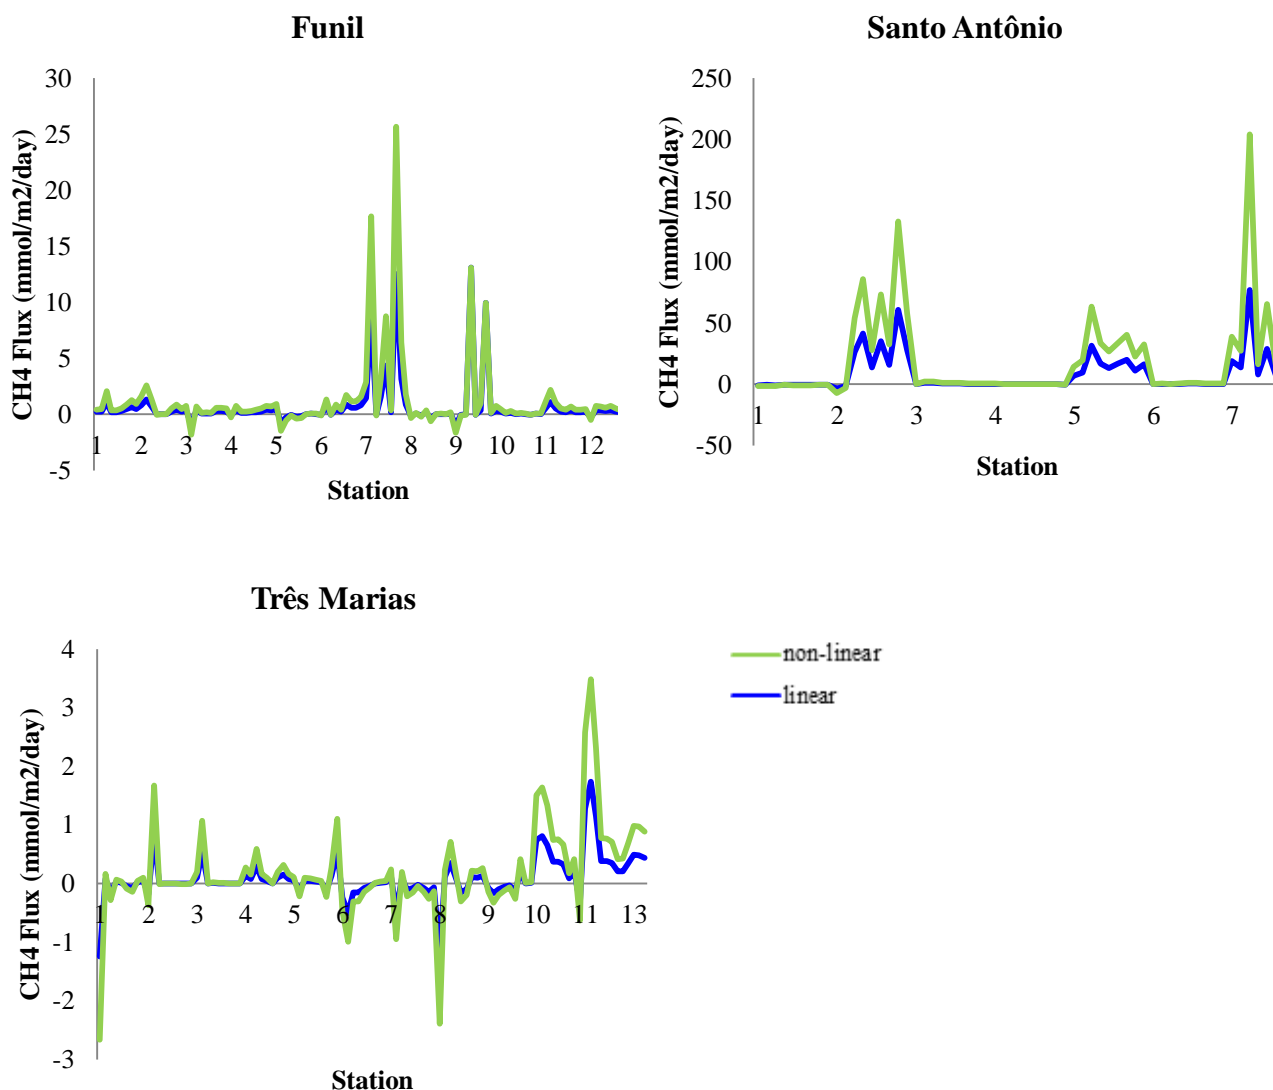 Funil
30
25
20
15
10
5
0
-5
CH4 Flux (mmol/m2/day)
1 2 3 4 5 6 7 8 9 10 11 12
Station
Santo Antônio
250
200
150
100
50
0
-50
CH4 Flux (mmol/m2/day)
1 2 3 4 5 6 7
Station
Três Marias
4
3
2
1
0
-1
-2
-3
CH4 Flux (mmol/m2/day)
1 2 3 4 5 6 7 8 9 10 11 13
Station
non-linear
linear